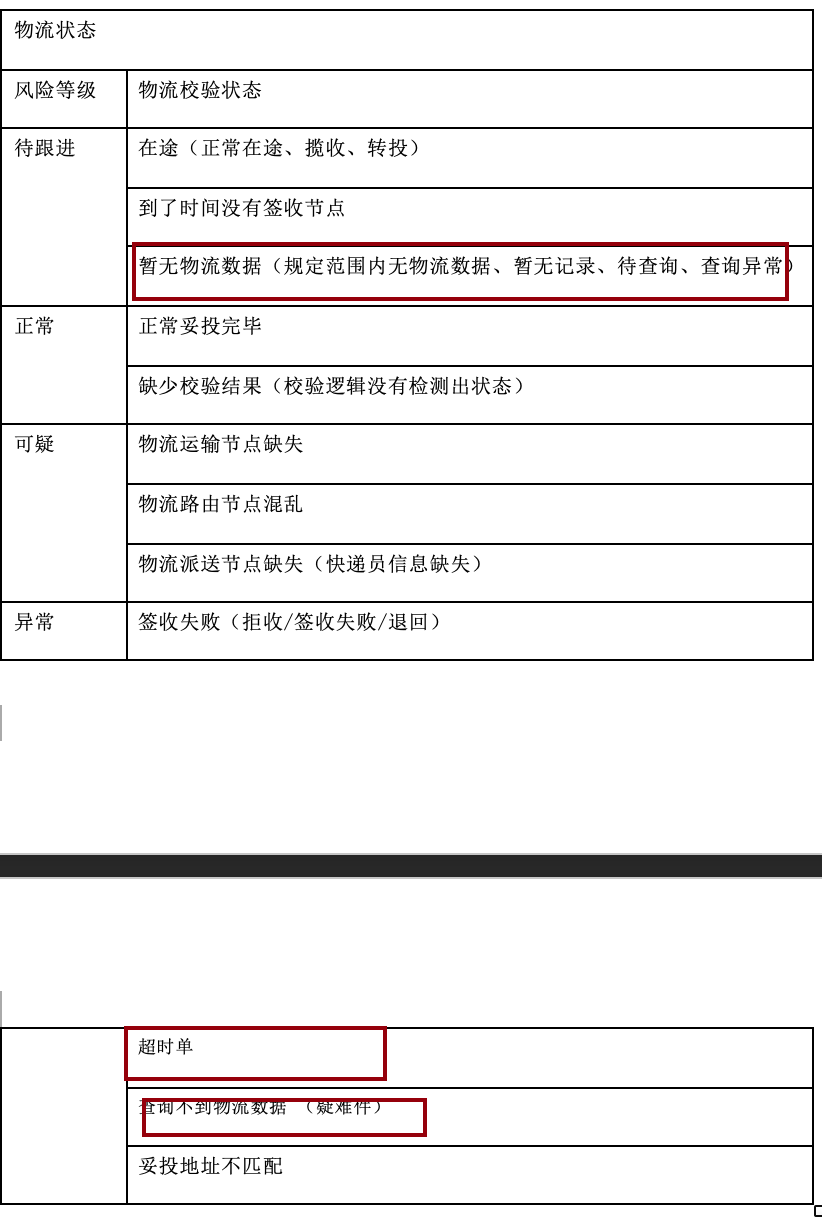 物流状态
风险等级 物流校验状态
待跟进 在途（正常在途、揽收、转投）
到了时间没有签收节点
暂无物流数据（规定范围内无物流数据、暂无记录、待查询、查询异常）
正常 正常妥投完毕
缺少校验结果（校验逻辑没有检测出状态）
可疑 物流运输节点缺失
物流路由节点混乱
物流派送节点缺失（快递员信息缺失）
异常 签收失败（拒收/签收失败/退回）
超时单
查询不到物流数据 （疑难件）
妥投地址不匹配